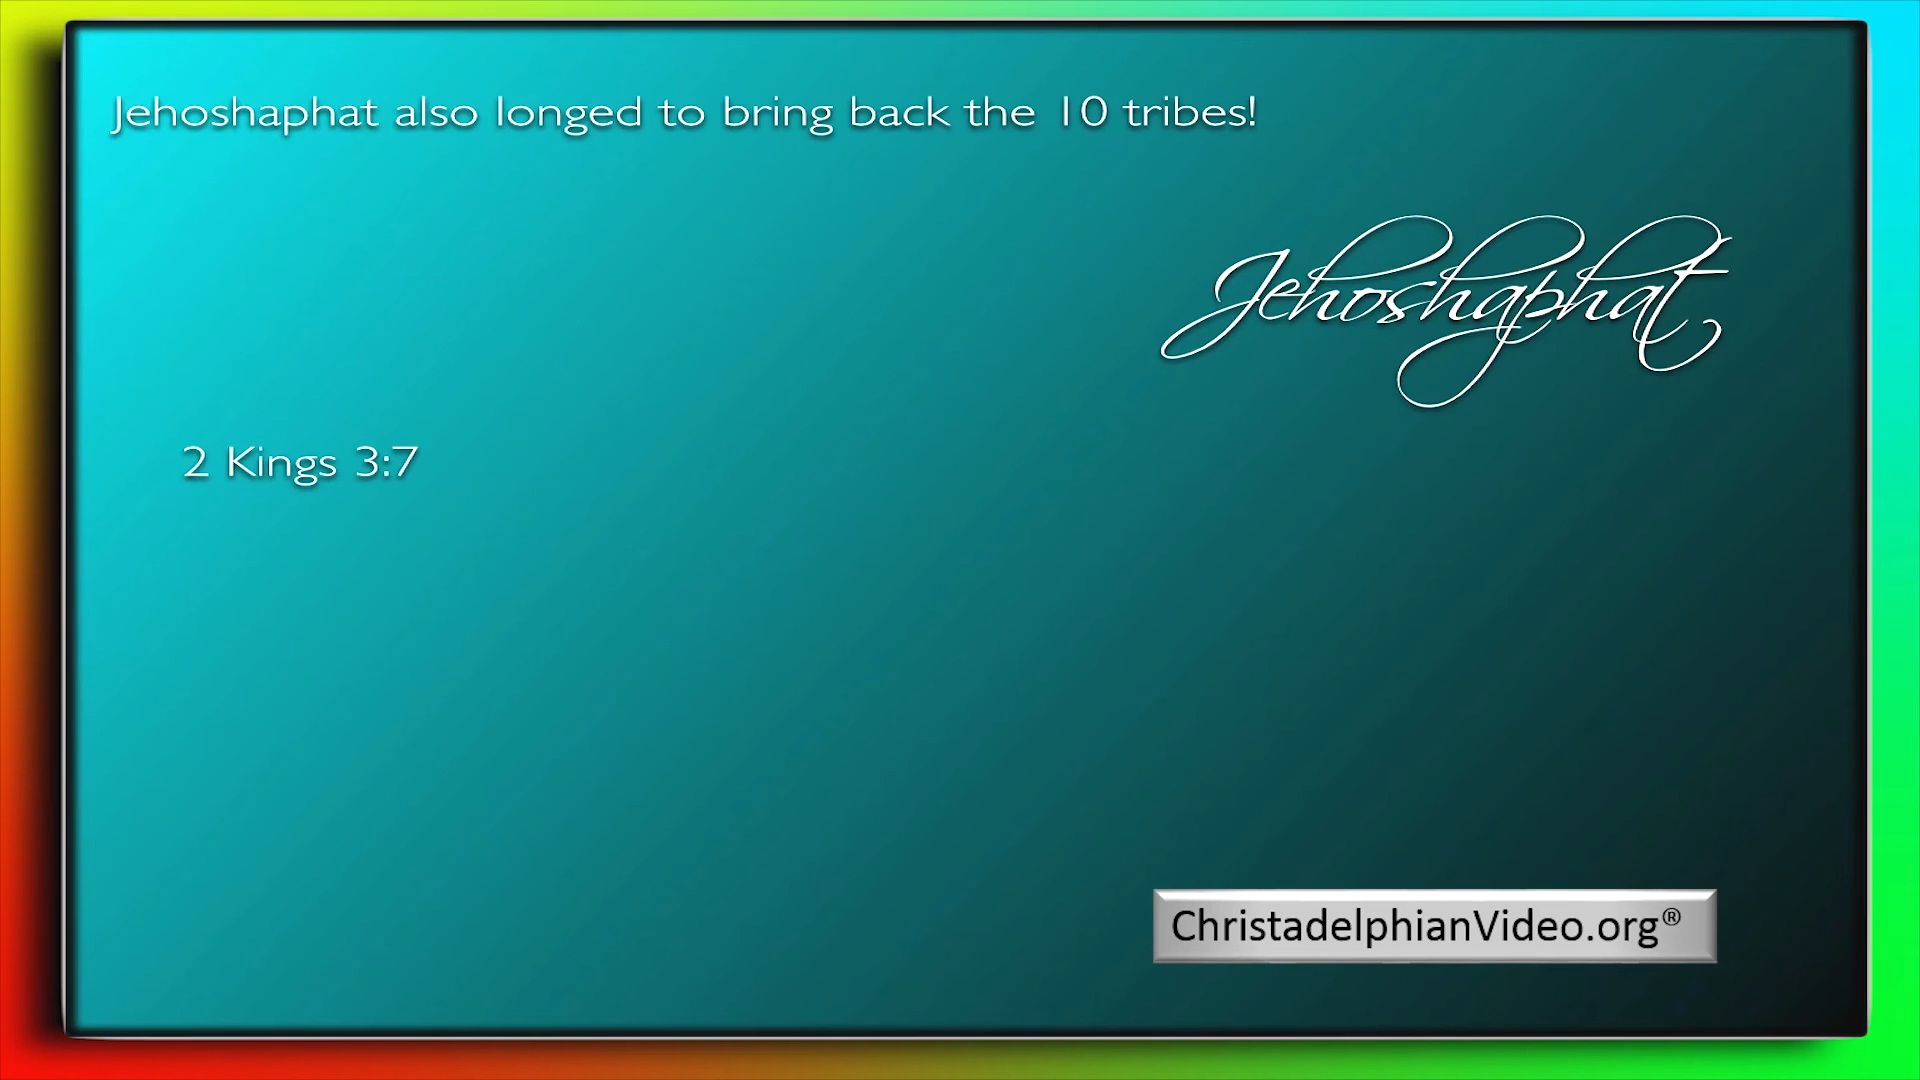 Jehoshaphat also longed to bring back the 10 tribes!
Jehoshaphat
2 Kings 3:7
ChristadelphianVideo.org®